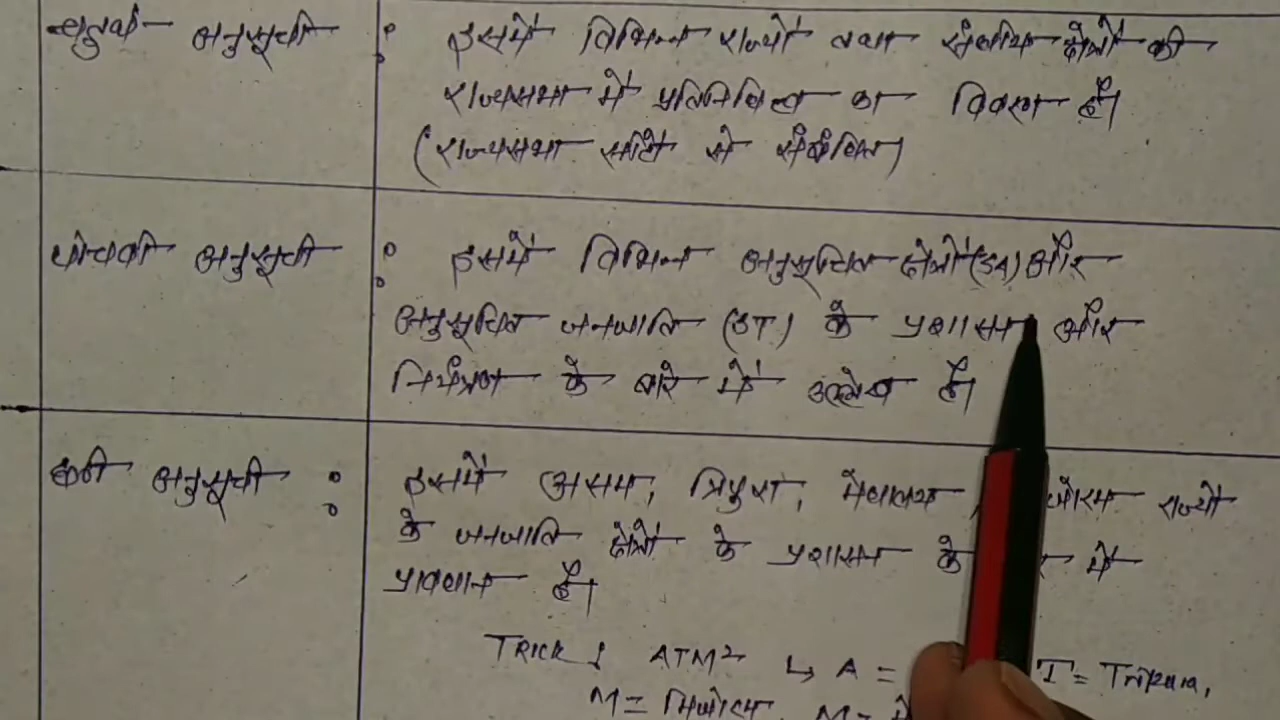 चतुर्थ अनुसूची : इसमें विभिन्न राज्यों तथा संघीय क्षेत्रों की
राज्यसभा में प्रतिनिधित्व का विवरण है।
(राज्यसभा सीटों से संबंधित)
पांचवी अनुसूची : इसमें विभिन्न अनुसूचित क्षेत्रों (SA) और
अनुसूचित जनजाति (ST) के प्रशासन और
नियंत्रण के बारे में उल्लेख है।
छठी अनुसूची : इसमें असम, त्रिपुरा, मेघालय राज्यों
के जनजाति क्षेत्रों के प्रशासन के में
प्रावधान है।
TRICK : ATM² ↳ A = T = Tripura,
M = मिजोरम, M =